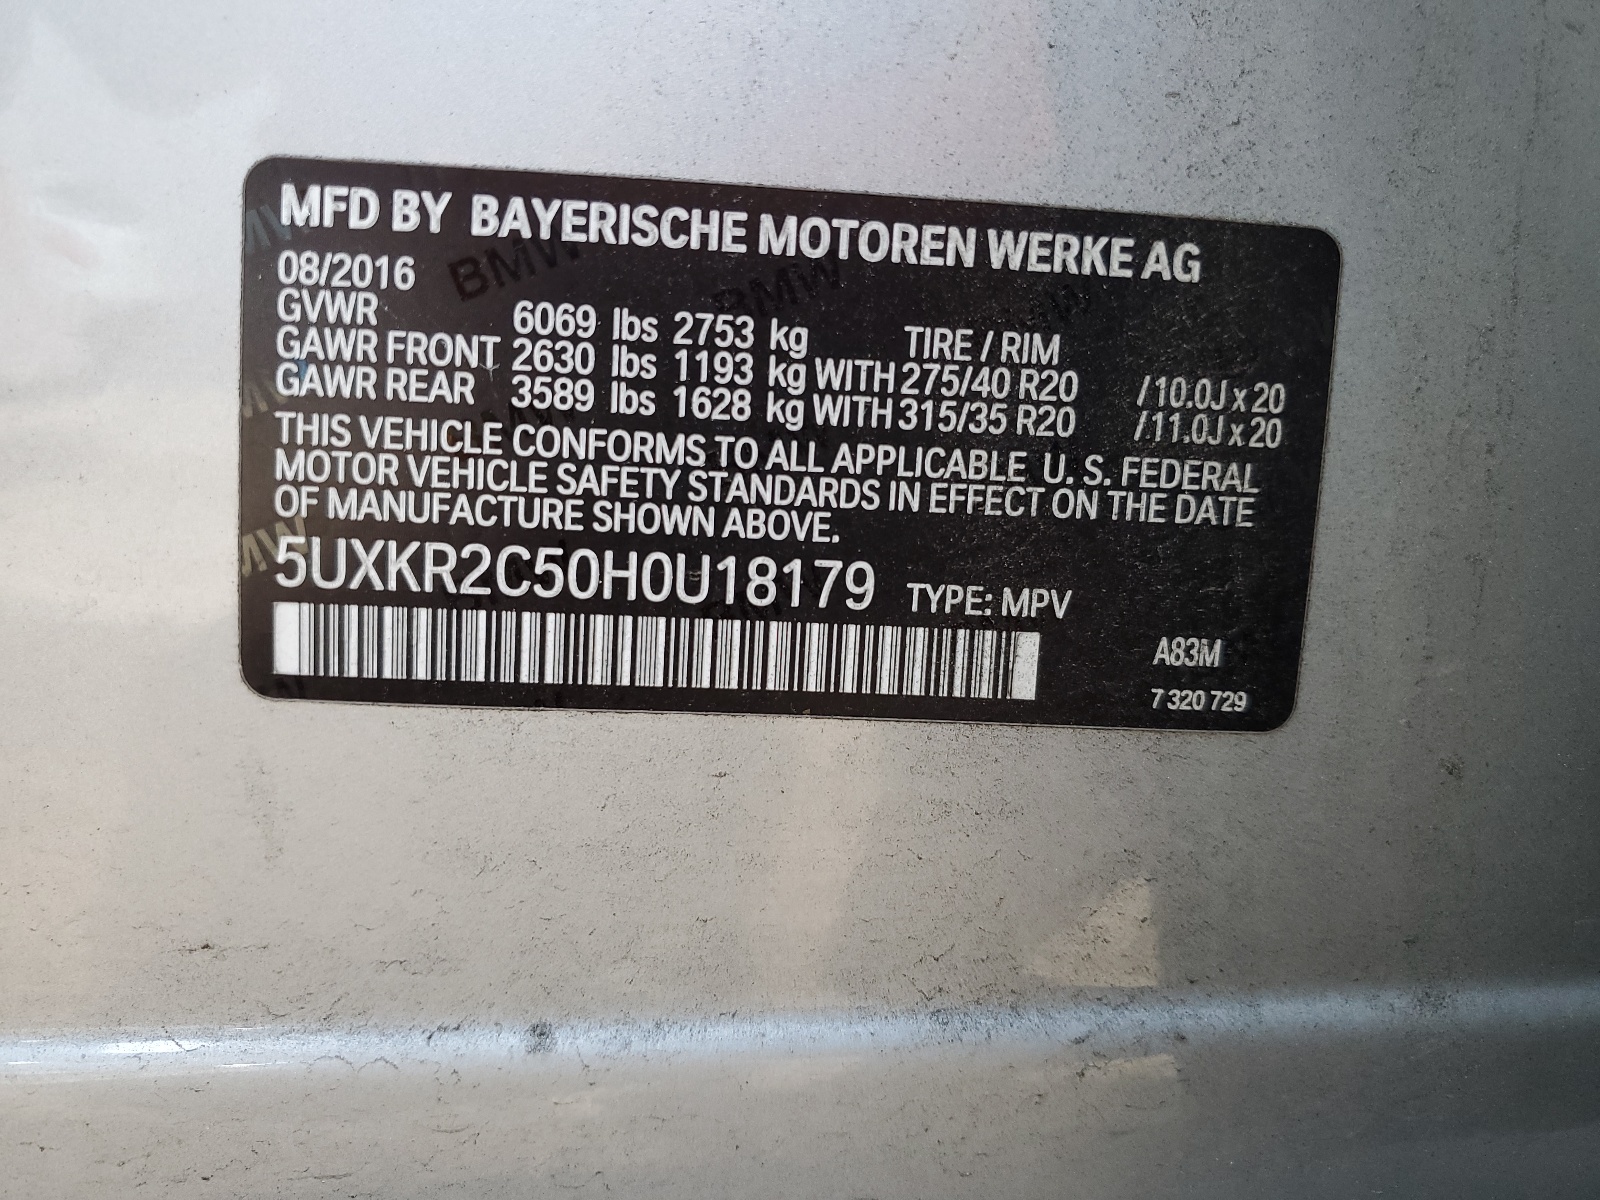 MFD BY BAYERISCHE MOTOREN WERKE AG
08/2016
GVWR 6069 lbs 2753 kg TIRE / RIM
GAWR FRONT 2630 lbs 1193 kg WITH 275/40 R20 /10.0J x 20
GAWR REAR 3589 lbs 1628 kg WITH 315/35 R20 /11.0J x 20
THIS VEHICLE CONFORMS TO ALL APPLICABLE U. S. FEDERAL
MOTOR VEHICLE SAFETY STANDARDS IN EFFECT ON THE DATE
OF MANUFACTURE SHOWN ABOVE.
5UXKR2C50H0U18179 TYPE: MPV
A83M
7 320 729
BMW
BMW